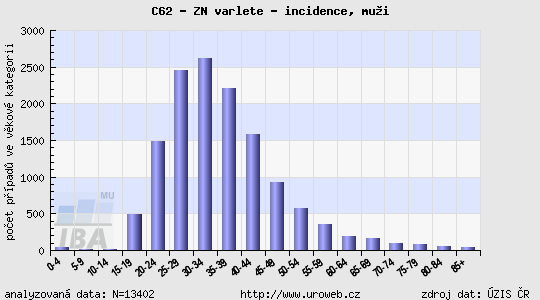 C62 - ZN varlete - incidence, muži
počet případů ve věkové kategorii
3000
2500
2000
1500
1000
500
0
MU
IBA
0-4 5-9 10-14 15-19 20-24 25-29 30-34 35-39 40-44 45-49 50-54 55-59 60-64 65-69 70-74 75-79 80-84 85+
analyzovaná data: N=13402 http://www.uroweb.cz zdroj dat: ÚZIS ČR